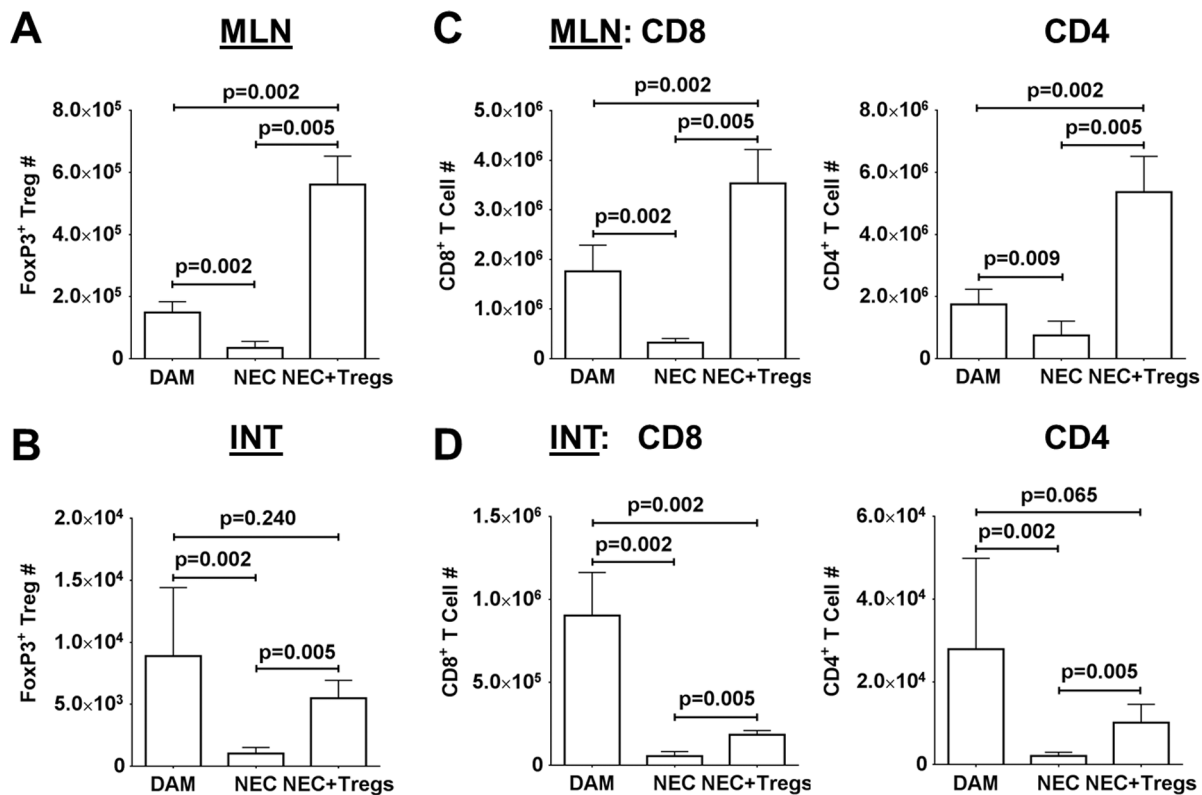 A
MLN
FoxP3⁺ Treg #
8.0×10⁵
6.0×10⁵
4.0×10⁵
2.0×10⁵
0
p=0.002
p=0.005
p=0.002
DAM NEC NEC+Tregs
C
MLN: CD8
CD8⁺ T Cell #
5.0×10⁶
4.0×10⁶
3.0×10⁶
2.0×10⁶
1.0×10⁶
0
p=0.002
p=0.005
p=0.002
DAM NEC NEC+Tregs
CD4
CD4⁺ T Cell #
8.0×10⁶
6.0×10⁶
4.0×10⁶
2.0×10⁶
0
p=0.002
p=0.005
p=0.009
DAM NEC NEC+Tregs
B
INT
FoxP3⁺ Treg #
2.0×10⁴
1.5×10⁴
1.0×10⁴
5.0×10³
0
p=0.240
p=0.002
p=0.005
DAM NEC NEC+Tregs
D
INT: CD8
CD8⁺ T Cell #
1.5×10⁶
1.0×10⁶
5.0×10⁵
0
p=0.002
p=0.002
p=0.005
DAM NEC NEC+Tregs
CD4
CD4⁺ T Cell #
6.0×10⁴
4.0×10⁴
2.0×10⁴
0
p=0.065
p=0.002
p=0.005
DAM NEC NEC+Tregs